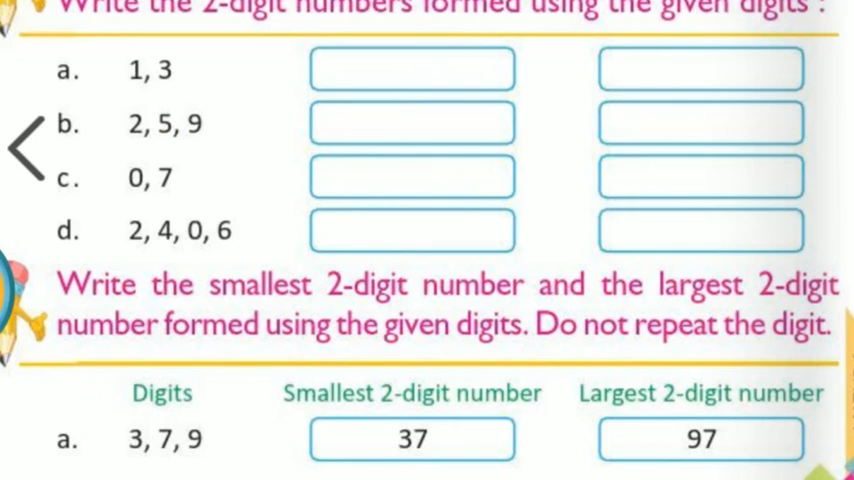 Write the 2-digit numbers formed using the given digits :
a. 1, 3
b. 2, 5, 9
c. 0, 7
d. 2, 4, 0, 6
Write the smallest 2-digit number and the largest 2-digit
number formed using the given digits. Do not repeat the digit.
Digits Smallest 2-digit number Largest 2-digit number
a. 3, 7, 9 37 97